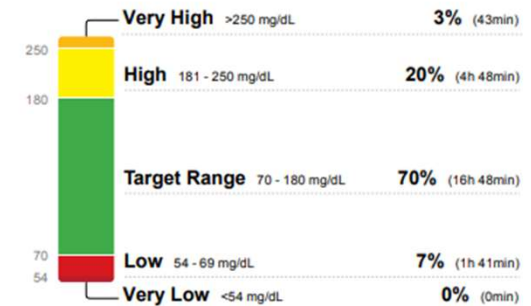 Very High >250 mg/dL 3% (43min)
250
High 181 - 250 mg/dL 20% (4h 48min)
180
Target Range 70 - 180 mg/dL 70% (16h 48min)
70
Low 54 - 69 mg/dL 7% (1h 41min)
54
Very Low <54 mg/dL 0% (0min)